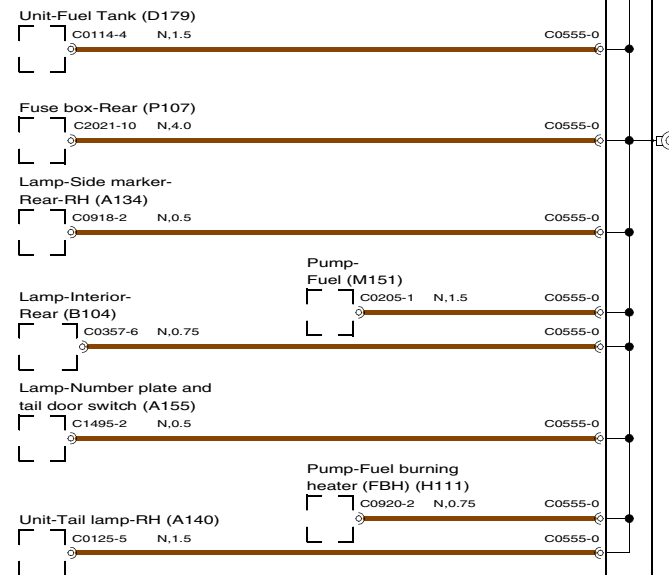 Unit-Fuel Tank (D179)
C0114-4 N,1.5 C0555-0
Fuse box-Rear (P107)
C2021-10 N,4.0 C0555-0
Lamp-Side marker-
Rear-RH (A134)
C0918-2 N,0.5 C0555-0
Pump-
Fuel (M151)
C0205-1 N,1.5 C0555-0
Lamp-Interior-
Rear (B104)
C0357-6 N,0.75 C0555-0
Lamp-Number plate and
tail door switch (A155)
C1495-2 N,0.5 C0555-0
Pump-Fuel burning
heater (FBH) (H111)
C0920-2 N,0.75 C0555-0
Unit-Tail lamp-RH (A140)
C0125-5 N,1.5 C0555-0